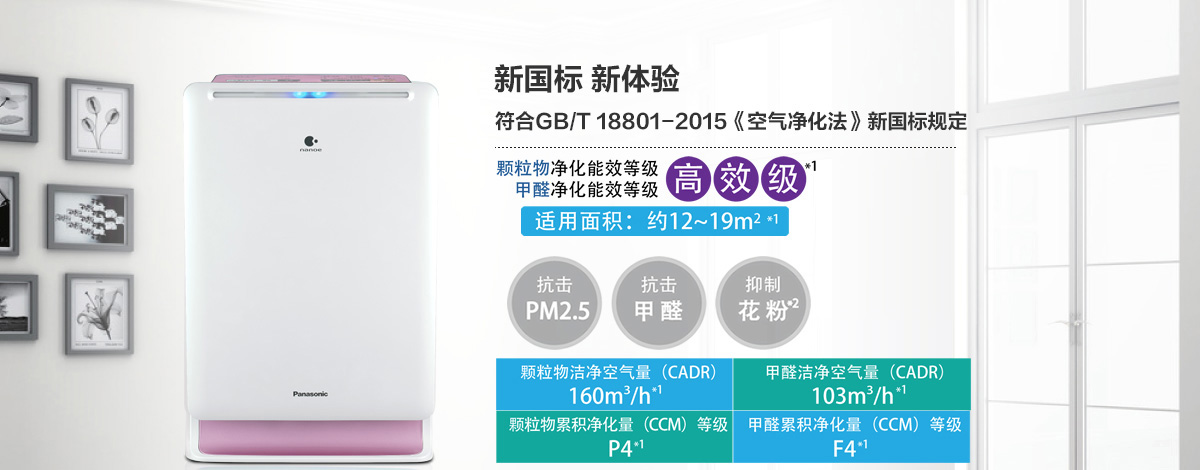 新国标 新体验
符合GB/T 18801-2015《空气净化法》新国标规定
颗粒物净化能效等级
甲醛净化能效等级
高效级*1
适用面积：约12~19m² *1
抗击
PM2.5
抗击
甲醛
抑制
花粉*2
颗粒物洁净空气量（CADR）
160m³/h*1
甲醛洁净空气量（CADR）
103m³/h*1
颗粒物累积净化量（CCM）等级
P4*1
甲醛累积净化量（CCM）等级
F4*1
nanoe
Panasonic